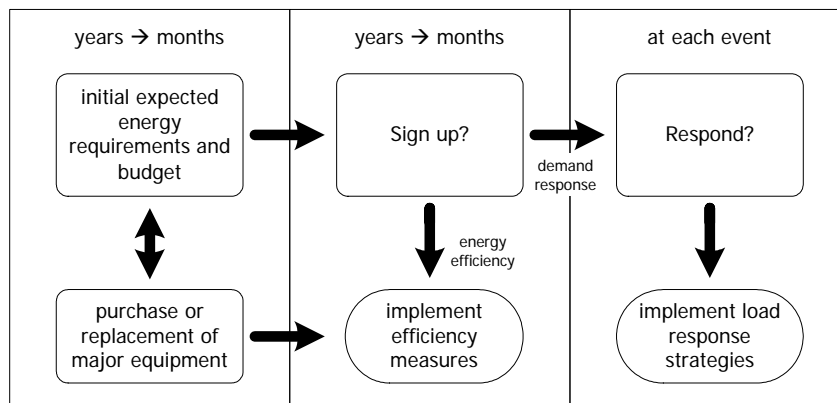 years → months
initial expected
energy
requirements and
budget
purchase or
replacement of
major equipment
years → months
Sign up?
demand
response
energy
efficiency
implement
efficiency
measures
at each event
Respond?
implement load
response
strategies